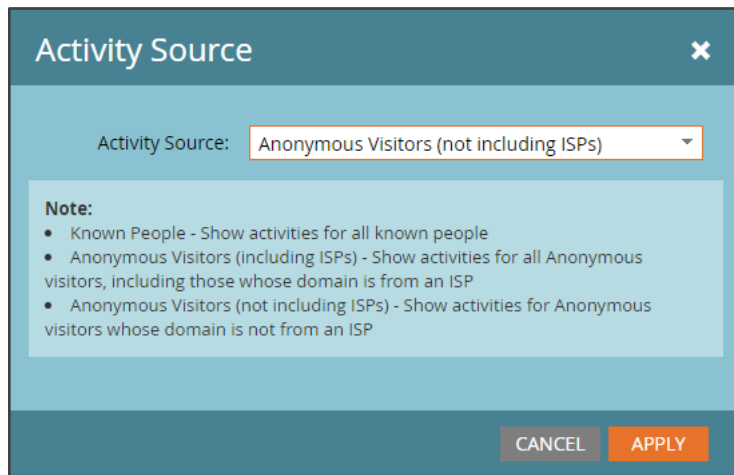 Activity Source
Activity Source: Anonymous Visitors (not including ISPs)
Note:
• Known People - Show activities for all known people
• Anonymous Visitors (including ISPs) - Show activities for all Anonymous
visitors, including those whose domain is from an ISP
• Anonymous Visitors (not including ISPs) - Show activities for Anonymous
visitors whose domain is not from an ISP
CANCEL APPLY